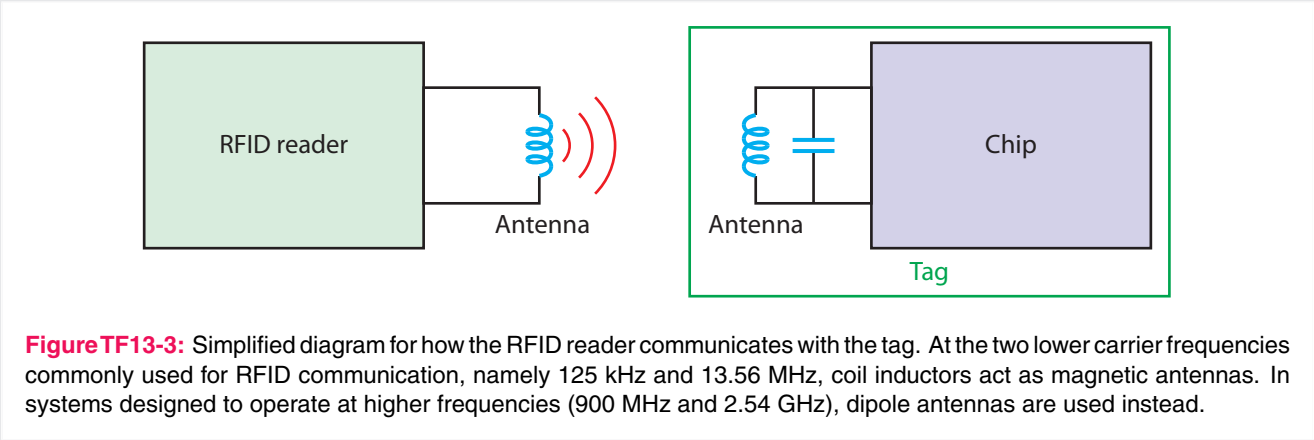 RFID reader
Antenna
Antenna
Chip
Tag
Figure TF13-3: Simplified diagram for how the RFID reader communicates with the tag. At the two lower carrier frequencies
commonly used for RFID communication, namely 125 kHz and 13.56 MHz, coil inductors act as magnetic antennas. In
systems designed to operate at higher frequencies (900 MHz and 2.54 GHz), dipole antennas are used instead.